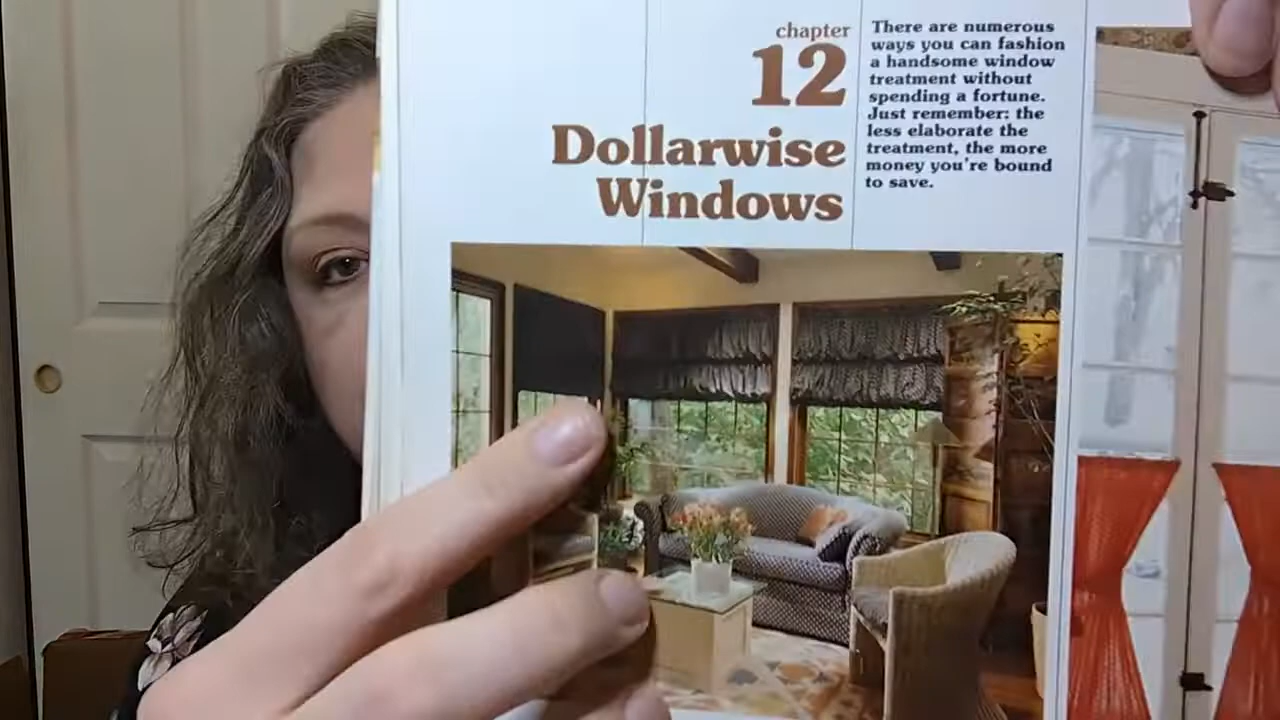 chapter
12
Dollarwise
Windows
There are numerous
ways you can fashion
a handsome window
treatment without
spending a fortune.
Just remember: the
less elaborate the
treatment, the more
money you're bound
to save.